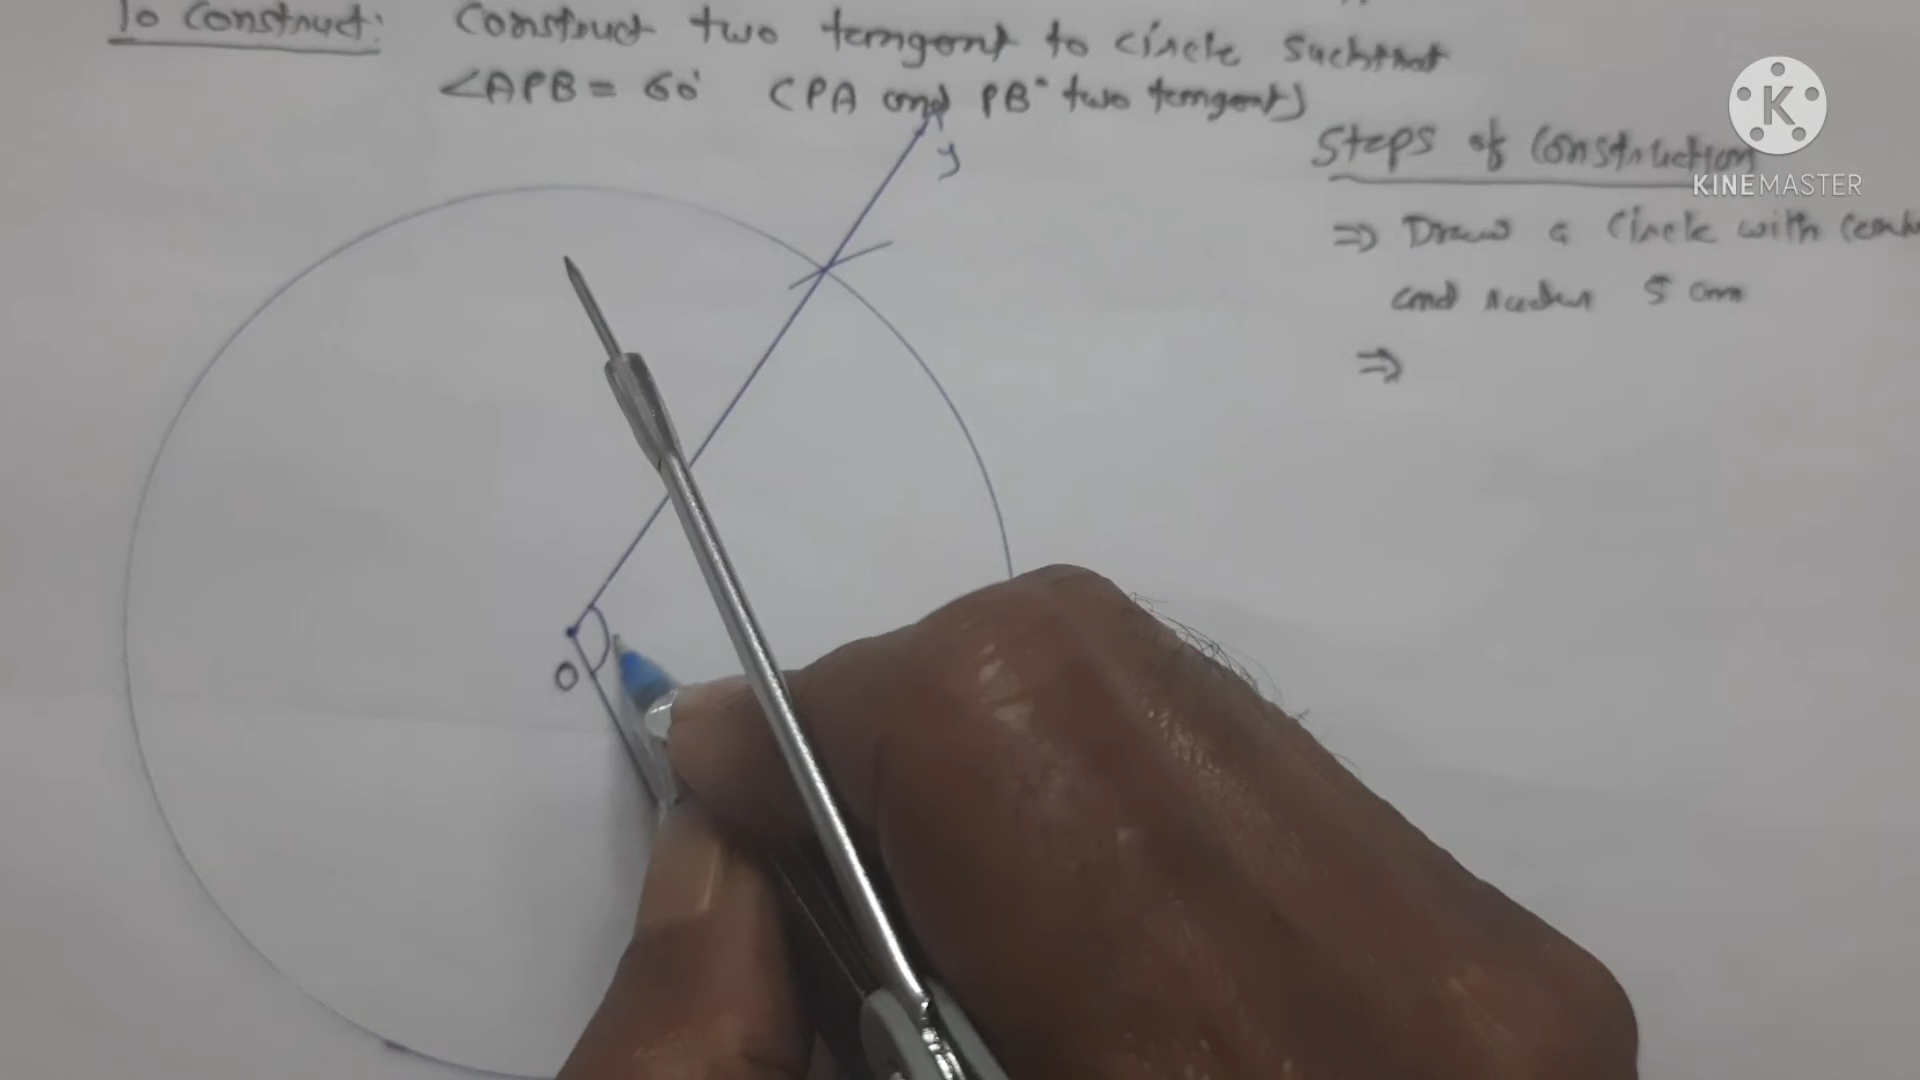 To Construct: Construct two tangent to circle such that
∠APB = 60° (PA and PB two tangent)
y
Steps of Construction
K
KINEMASTER
⇒ Draw a Circle with
and radius 5 cm
⇒
O